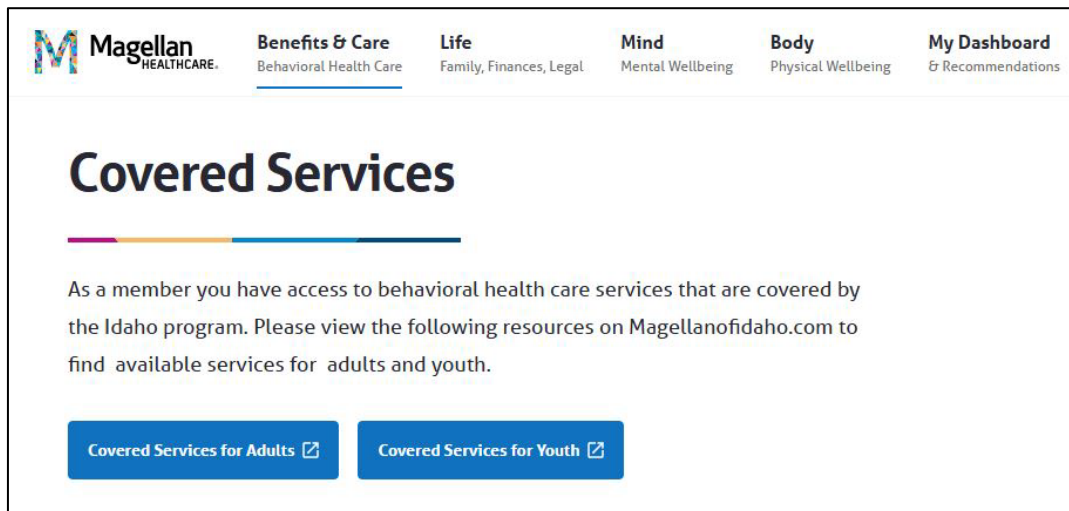 Magellan
HEALTHCARE.
Benefits & Care
Behavioral Health Care
Life
Family, Finances, Legal
Mind
Mental Wellbeing
Body
Physical Wellbeing
My Dashboard
& Recommendations
Covered Services
As a member you have access to behavioral health care services that are covered by
the Idaho program. Please view the following resources on Magellanofidaho.com to
find available services for adults and youth.
Covered Services for Adults
Covered Services for Youth